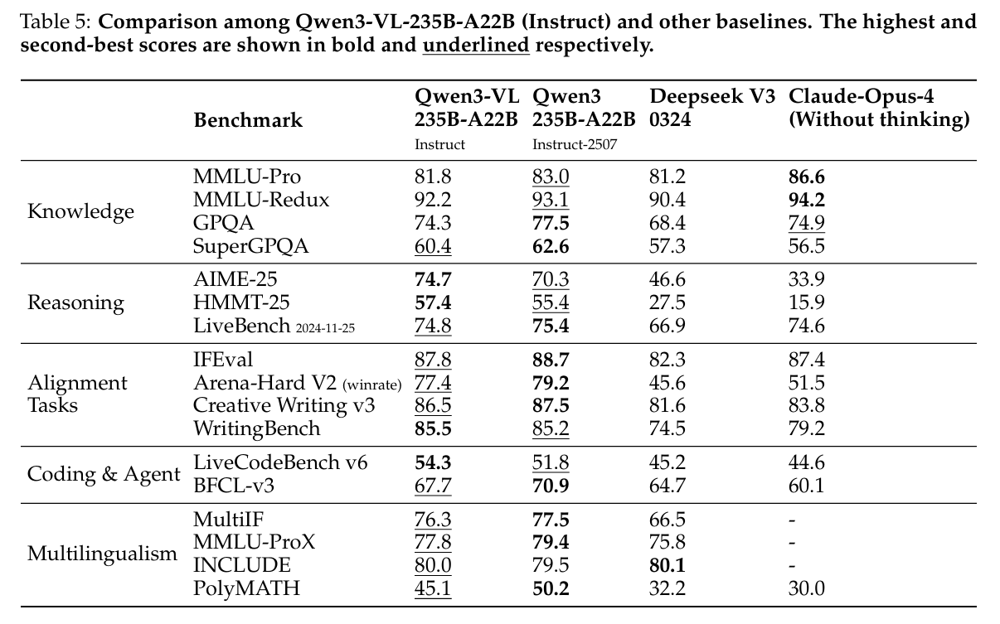 Table 5: Comparison among Qwen3-VL-235B-A22B (Instruct) and other baselines. The highest and
second-best scores are shown in bold and underlined respectively.
Benchmark Qwen3-VL 235B-A22B Instruct Qwen3 235B-A22B Instruct-2507 Deepseek V3 0324 Claude-Opus-4 (Without thinking)
Knowledge
MMLU-Pro 81.8 83.0 81.2 86.6
MMLU-Redux 92.2 93.1 90.4 94.2
GPQA 74.3 77.5 68.4 74.9
SuperGPQA 60.4 62.6 57.3 56.5
Reasoning
AIME-25 74.7 70.3 46.6 33.9
HMMT-25 57.4 55.4 27.5 15.9
LiveBench 2024-11-25 74.8 75.4 66.9 74.6
Alignment Tasks
IFEval 87.8 88.7 82.3 87.4
Arena-Hard V2 (winrate) 77.4 79.2 45.6 51.5
Creative Writing v3 86.5 87.5 81.6 83.8
WritingBench 85.5 85.2 74.5 79.2
Coding & Agent
LiveCodeBench v6 54.3 51.8 45.2 44.6
BFCL-v3 67.7 70.9 64.7 60.1
Multilingualism
MultiIF 76.3 77.5 66.5 -
MMLU-ProX 77.8 79.4 75.8 -
INCLUDE 80.0 79.5 80.1 -
PolyMATH 45.1 50.2 32.2 30.0